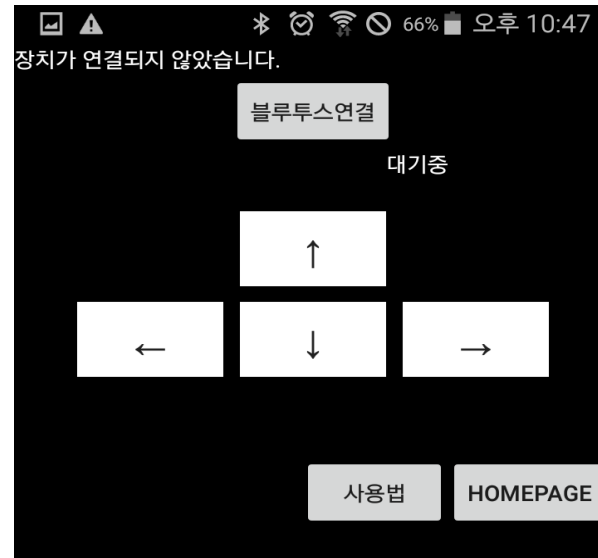 66% 오후 10:47
장치가 연결되지 않았습니다.
블루투스연결
대기중
↑
← ↓ →
사용법 HOMEPAGE